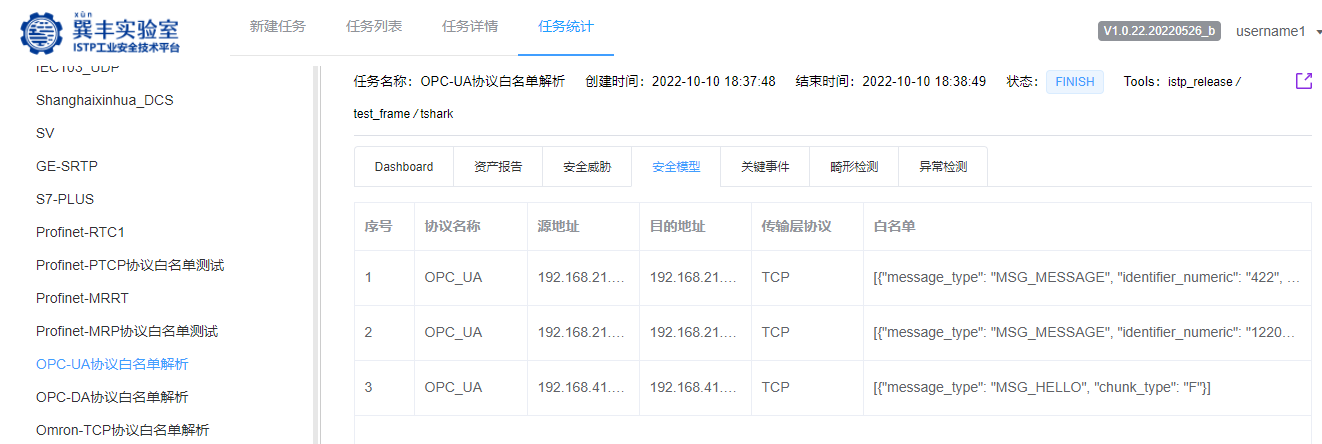 xùn
巽丰实验室
ISTP工业安全技术平台
新建任务 任务列表 任务详情 任务统计
V1.0.22.20220526_b username1
IEC103_UDP
Shanghaixinhua_DCS
SV
GE-SRTP
S7-PLUS
Profinet-RTC1
Profinet-PTCP协议白名单测试
Profinet-MRRT
Profinet-MRP协议白名单测试
OPC-UA协议白名单解析
OPC-DA协议白名单解析
Omron-TCP协议白名单解析
任务名称：OPC-UA协议白名单解析 创建时间：2022-10-10 18:37:48 结束时间：2022-10-10 18:38:49 状态： FINISH Tools：istp_release /
test_frame / tshark
Dashboard 资产报告 安全威胁 安全模型 关键事件 畸形检测 异常检测
序号 协议名称 源地址 目的地址 传输层协议 白名单
1 OPC_UA 192.168.21.... 192.168.21.... TCP [{"message_type": "MSG_MESSAGE", "identifier_numeric": "422", ...
2 OPC_UA 192.168.21.... 192.168.21.... TCP [{"message_type": "MSG_MESSAGE", "identifier_numeric": "1220...
3 OPC_UA 192.168.41.... 192.168.41.... TCP [{"message_type": "MSG_HELLO", "chunk_type": "F"}]